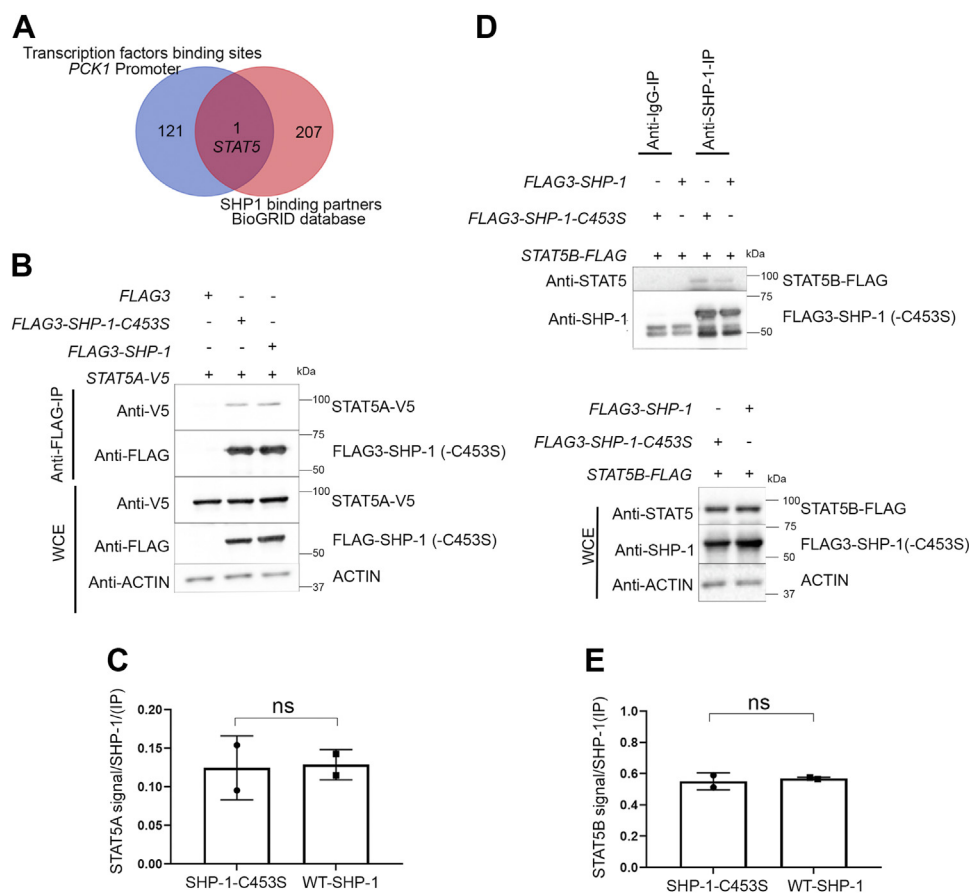 A
Transcription factors binding sites
PCK1 Promoter
121
1
207
STAT5
SHP1 binding partners
BioGRID database
B
FLAG3 + - -
FLAG3-SHP-1-C453S - + -
FLAG3-SHP-1 - - +
STAT5A-V5 + + + kDa
Anti-FLAG-IP
Anti-V5 100 STAT5A-V5
Anti-FLAG 75 50 FLAG3-SHP-1 (-C453S)
WCE
Anti-V5 100 STAT5A-V5
Anti-FLAG 50 FLAG-SHP-1 (-C453S)
Anti-ACTIN 37 ACTIN
C
STAT5A signal/SHP-1/(IP)
0.20
0.15
0.10
0.05
0.00
ns
SHP-1-C453S WT-SHP-1
D
Anti-IgG-IP
Anti-SHP-1-IP
FLAG3-SHP-1 - + - +
FLAG3-SHP-1-C453S + - + -
STAT5B-FLAG + + + + kDa
Anti-STAT5 100 STAT5B-FLAG
Anti-SHP-1 75 50 FLAG3-SHP-1 (-C453S)
FLAG3-SHP-1 - +
FLAG3-SHP-1-C453S + -
STAT5B-FLAG + + kDa
WCE
Anti-STAT5 100 STAT5B-FLAG
Anti-SHP-1 75 50 FLAG3-SHP-1(-C453S)
Anti-ACTIN 37 ACTIN
E
STAT5B signal/SHP-1(IP)
1.0
0.8
0.6
0.4
0.2
0.0
ns
SHP-1-C453S WT-SHP-1